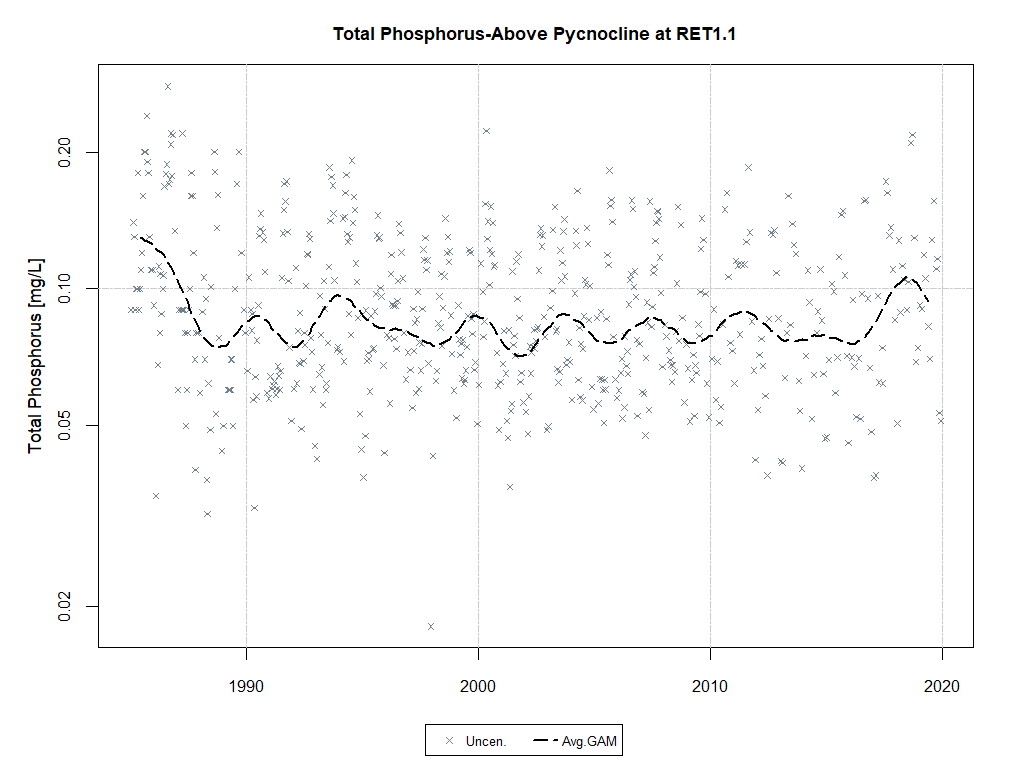 Total Phosphorus-Above Pycnocline at RET1.1
Total Phosphorus [mg/L]
0.20
0.10
0.05
0.02
1990 2000 2010 2020
Uncen. Avg.GAM